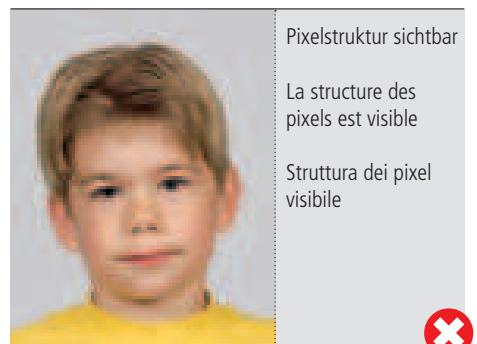 Pixelstruktur sichtbar
La structure des
pixels est visible
Struttura dei pixel
visibile